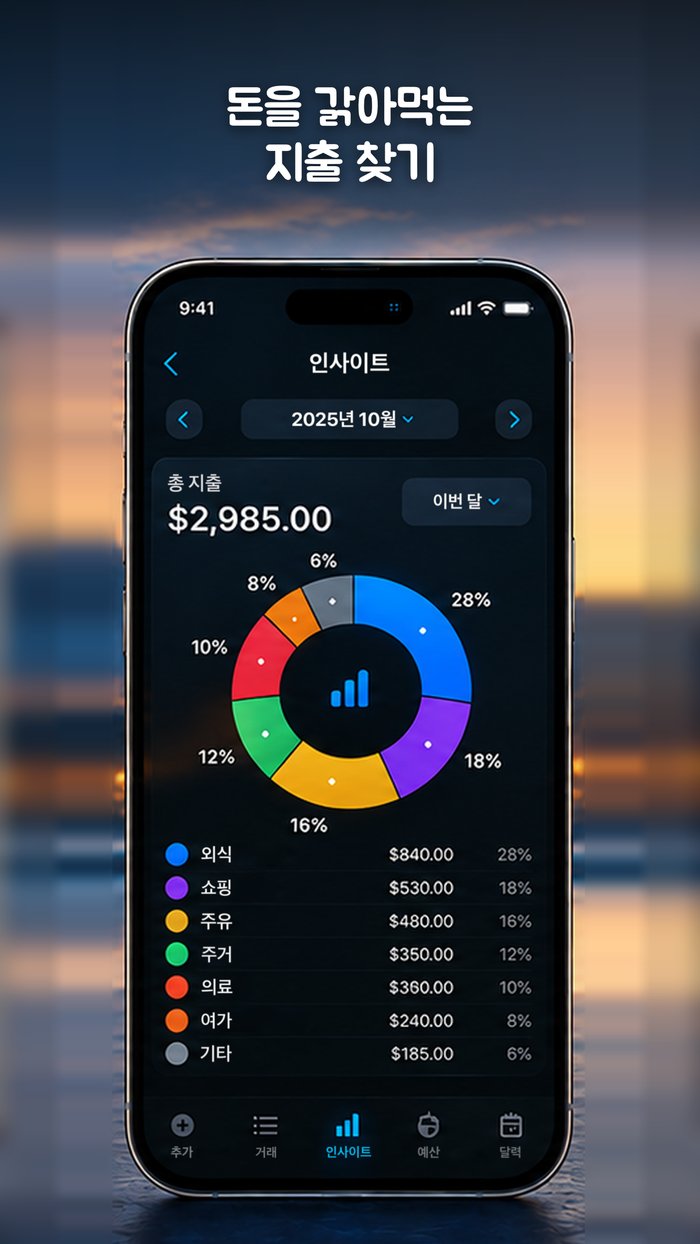 돈을 갉아먹는
지출 찾기
9:41
인사이트
2025년 10월
총 지출
$2,985.00
이번 달
6%
8%
28%
10%
12%
18%
16%
외식 $840.00 28%
쇼핑 $530.00 18%
주유 $480.00 16%
주거 $350.00 12%
의료 $360.00 10%
여가 $240.00 8%
기타 $185.00 6%
추가 거래 인사이트 예산 달력